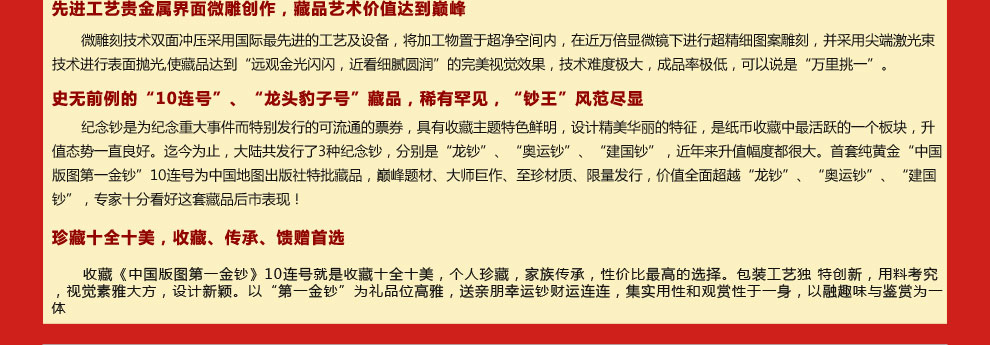 先进工艺贵金属界面微雕创作，藏品艺术价值达到巅峰
微雕刻技术双面冲压采用国际最先进的工艺及设备，将加工物置于超净空间内，在近万倍显微镜下进行超精细图案雕刻，并采用尖端激光束
技术进行表面抛光,使藏品达到“远观金光闪闪，近看细腻圆润”的完美视觉效果，技术难度极大，成品率极低，可以说是“万里挑一”。
史无前例的“10连号”、“龙头豹子号”藏品，稀有罕见，“钞王”风范尽显
纪念钞是为纪念重大事件而特别发行的可流通的票券，具有收藏主题特色鲜明，设计精美华丽的特征，是纸币收藏中最活跃的一个板块，升
值态势一直良好。迄今为止，大陆共发行了3种纪念钞，分别是“龙钞”、“奥运钞”、“建国钞”，近年来升值幅度都很大。首套纯黄金“中国
版图第一金钞”10连号为中国地图出版社特批藏品，巅峰题材、大师巨作、至珍材质、限量发行，价值全面超越“龙钞”、“奥运钞”、“建国
钞”，专家十分看好这套藏品后市表现！
珍藏十全十美，收藏、传承、馈赠首选
收藏《中国版图第一金钞》10连号就是收藏十全十美，个人珍藏，家族传承，性价比最高的选择。包装工艺独 特创新，用料考究
，视觉素雅大方，设计新颖。以“第一金钞”为礼品位高雅，送亲朋幸运钞财运连连，集实用性和观赏性于一身，以融趣味与鉴赏为一
体